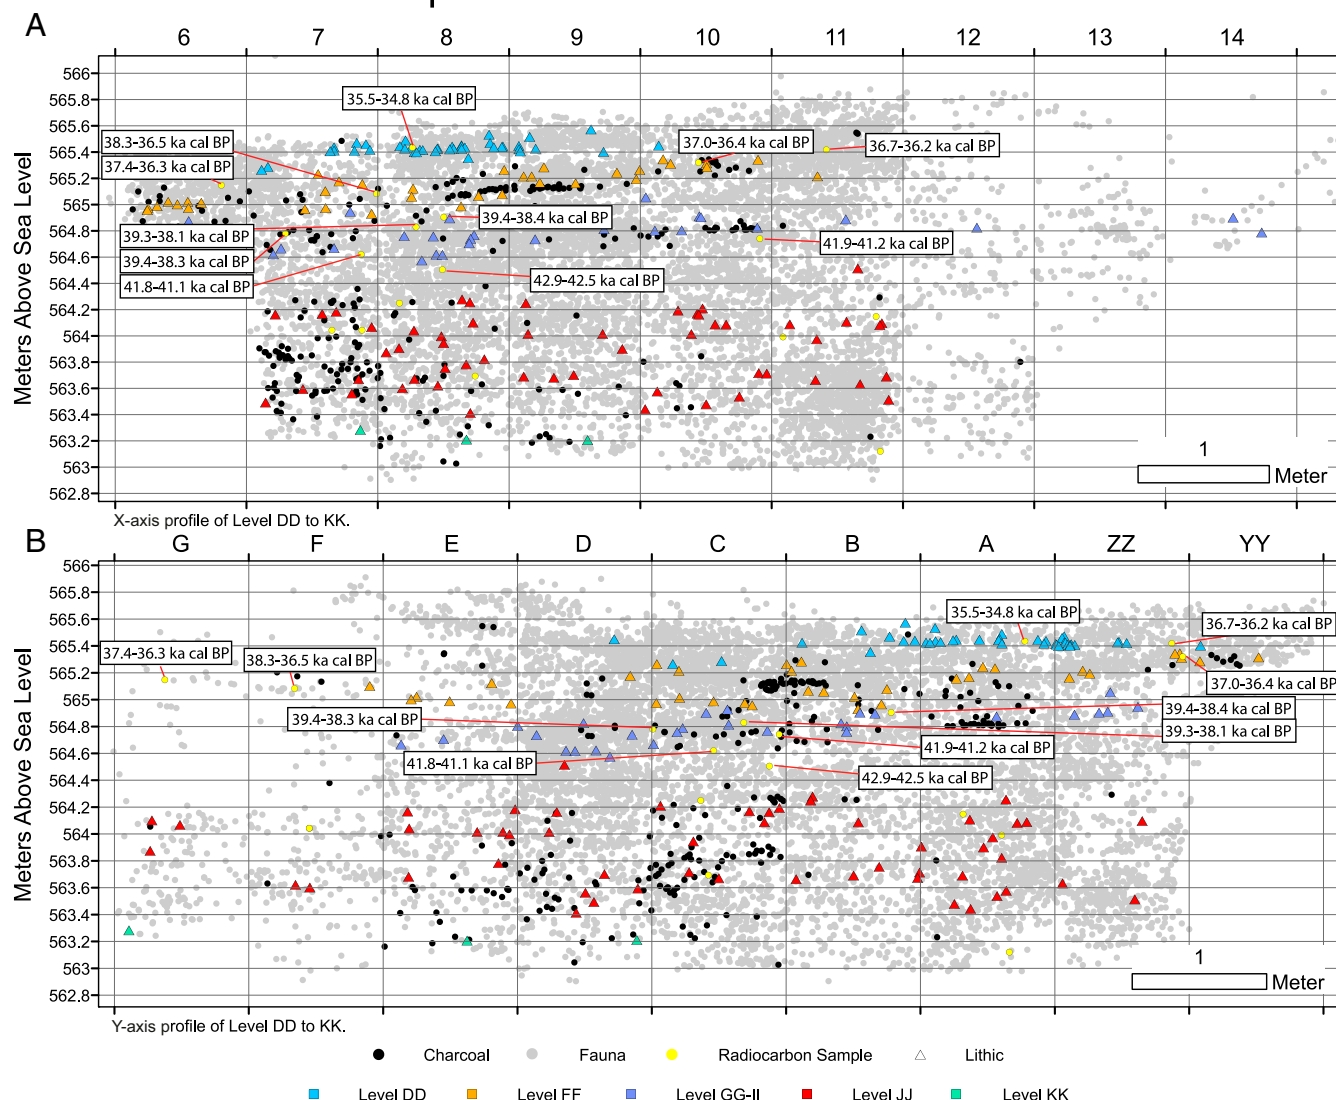 A
6 7 8 9 10 11 12 13 14
566
565.8
565.6
565.4
565.2
565
564.8
564.6
564.4
564.2
564
563.8
563.6
563.4
563.2
563
562.8
Meters Above Sea Level
35.5-34.8 ka cal BP
38.3-36.5 ka cal BP
37.0-36.4 ka cal BP
36.7-36.2 ka cal BP
37.4-36.3 ka cal BP
39.4-38.4 ka cal BP
39.3-38.1 ka cal BP
41.9-41.2 ka cal BP
39.4-38.3 ka cal BP
42.9-42.5 ka cal BP
41.8-41.1 ka cal BP
1
Meter
X-axis profile of Level DD to KK.
B
G F E D C B A ZZ YY
566
565.8
565.6
565.4
565.2
565
564.8
564.6
564.4
564.2
564
563.8
563.6
563.4
563.2
563
562.8
Meters Above Sea Level
35.5-34.8 ka cal BP
36.7-36.2 ka cal BP
37.4-36.3 ka cal BP
38.3-36.5 ka cal BP
37.0-36.4 ka cal BP
39.4-38.4 ka cal BP
39.4-38.3 ka cal BP
39.3-38.1 ka cal BP
41.9-41.2 ka cal BP
41.8-41.1 ka cal BP
42.9-42.5 ka cal BP
1
Meter
Y-axis profile of Level DD to KK.
Charcoal Fauna Radiocarbon Sample Lithic
Level DD Level FF Level GG-II Level JJ Level KK